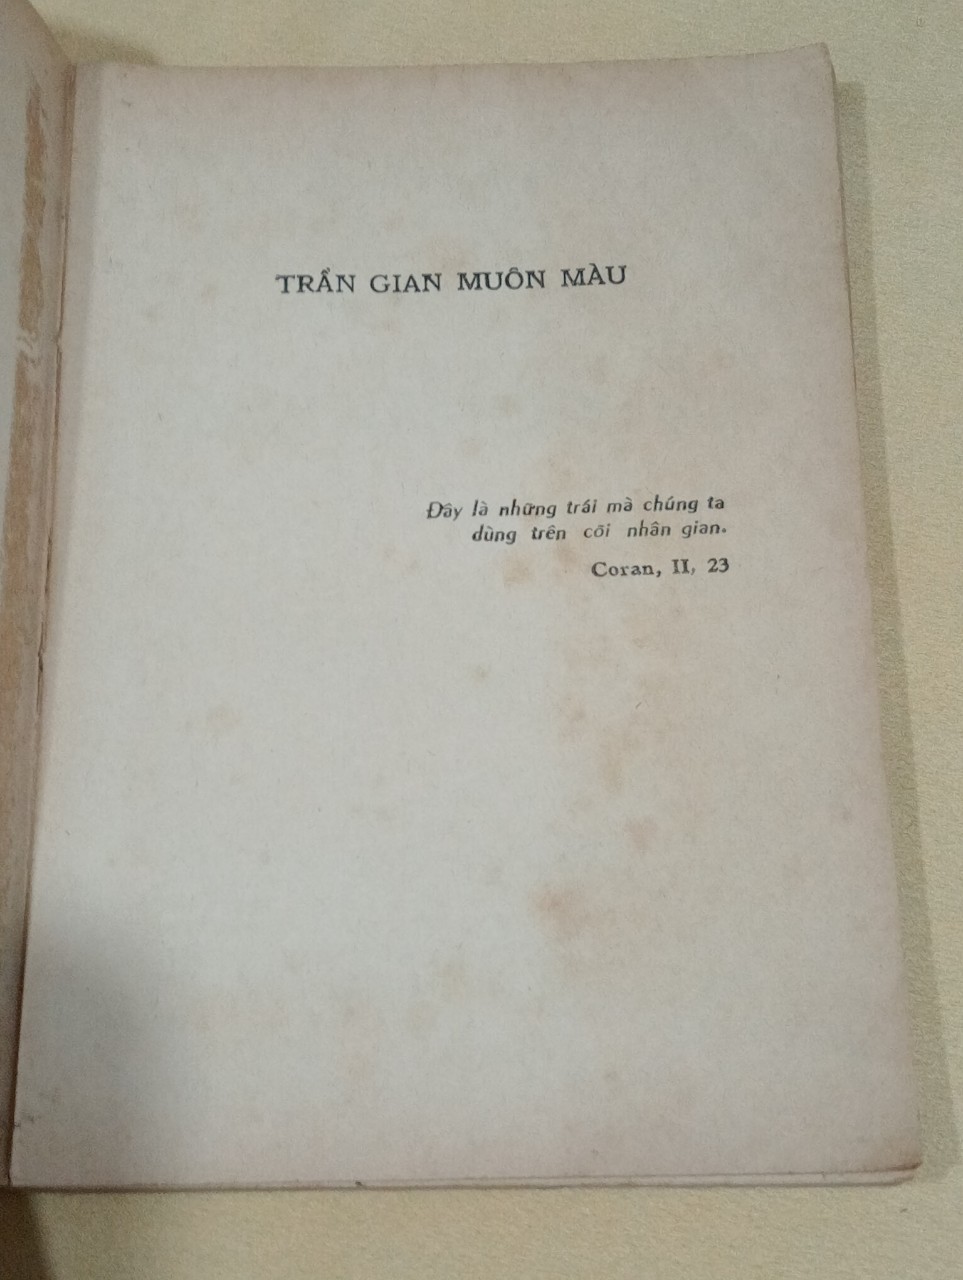 TRẦN GIAN MUÔN MÀU
Đây là những trái mà chúng ta
dùng trên cõi nhân gian.
Coran, II, 23